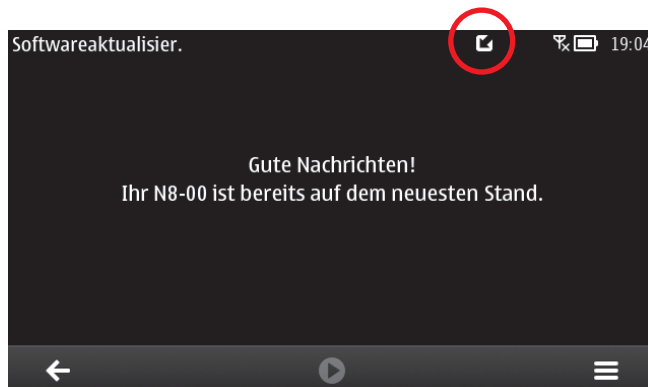 Softwareaktualisier.
19:04
Gute Nachrichten!
Ihr N8-00 ist bereits auf dem neuesten Stand.